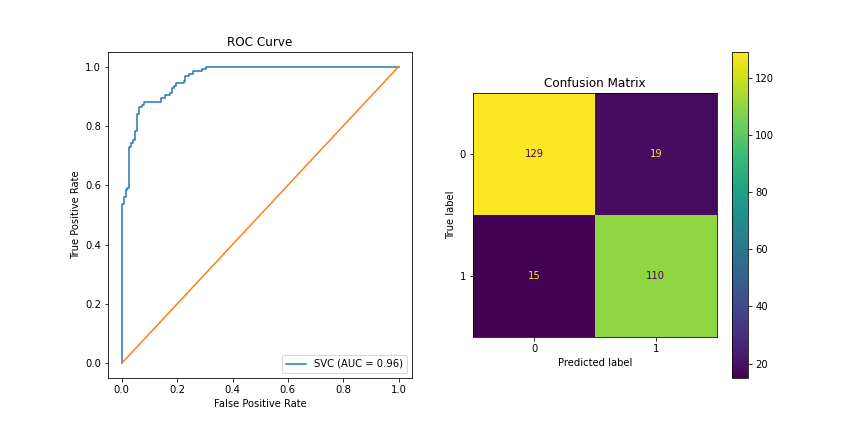 ROC Curve
1.0
0.8
0.6
0.4
0.2
0.0
True Positive Rate
0.0 0.2 0.4 0.6 0.8 1.0
False Positive Rate
SVC (AUC = 0.96)
Confusion Matrix
0
1
True label
129 19
15 110
0 1
Predicted label
120
100
80
60
40
20